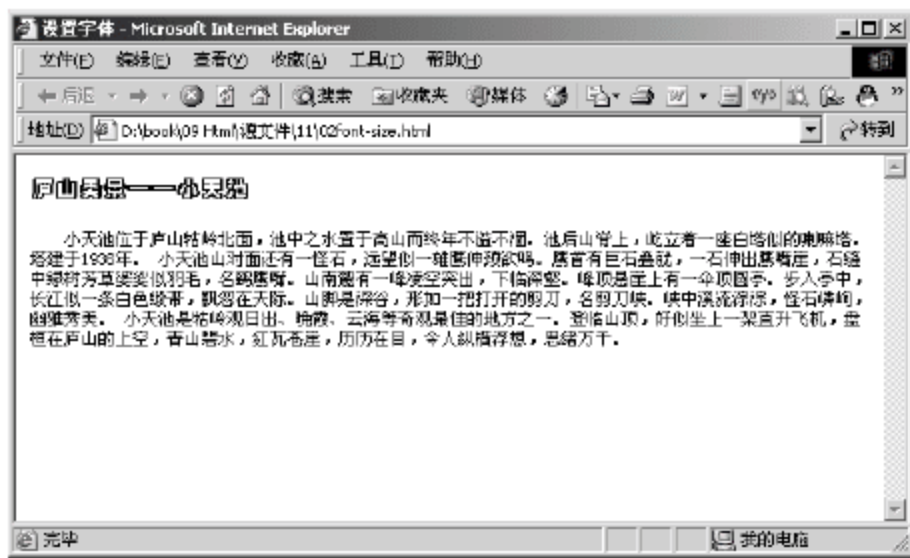 设置字体 - Microsoft Internet Explorer
文件(F) 编辑(E) 查看(V) 收藏(A) 工具(T) 帮助(H)
后退 搜索 收藏夹 媒体
地址(D) D:\book\09 Html\源文件\11\02font-size.html 转到
庐山美景——小天池
小天池位于庐山牯岭北面，池中之水置于高山而终年不溢不涸。池后山脊上，屹立着一座白塔似的喇嘛塔。
塔建于1936年。 小天池山对面还有一怪石，远望似一雄鹰伸颈欲鸣。鹰首有巨石叠就，一石伸出鹰嘴崖，石缝
中绿树芳草婆娑似羽毛，名鹞鹰嘴。山南麓有一峰凌空突出，下临深壑。峰顶悬崖上有一伞顶圆亭。步入亭中，
长江似一条白色缎带，飘忽在天际。山脚是深谷，形如一把打开的剪刀，名剪刀峡。峡中溪流淙淙，怪石嶙峋，
幽雅秀美。 小天池是牯岭观日出、晚霞、云海等奇观最佳的地方之一。登临山顶，好似坐上一架直升飞机，盘
桓在庐山的上空，青山碧水，红瓦苍崖，历历在目，令人纵横浮想，思绪万千。
完毕 我的电脑